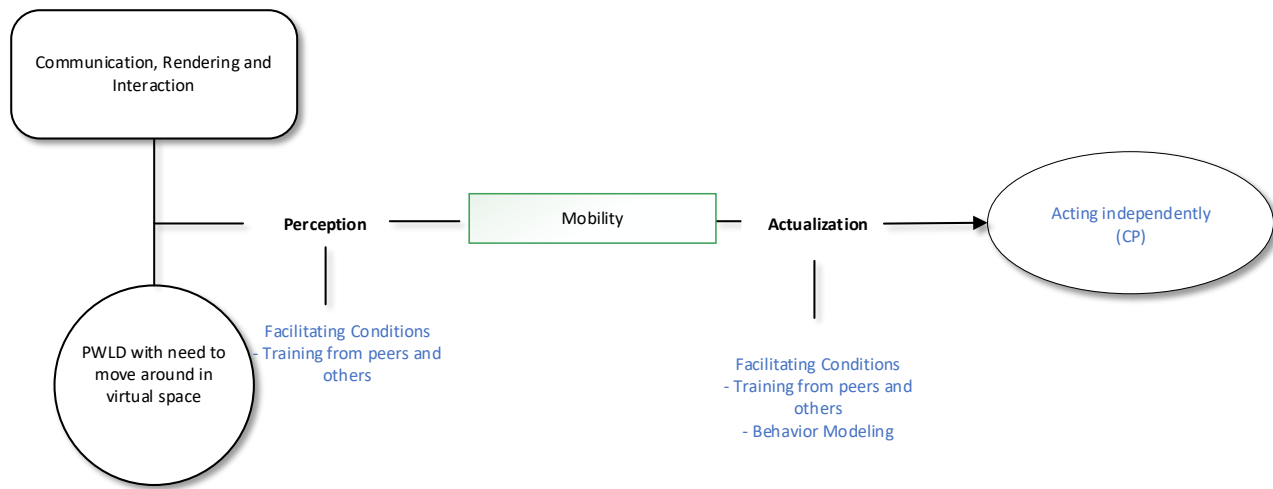 Communication, Rendering and
Interaction
Perception
Mobility
Actualization
Acting independently
(CP)
PWLD with need to
move around in
virtual space
Facilitating Conditions
- Training from peers and
others
Facilitating Conditions
- Training from peers and
others
- Behavior Modeling